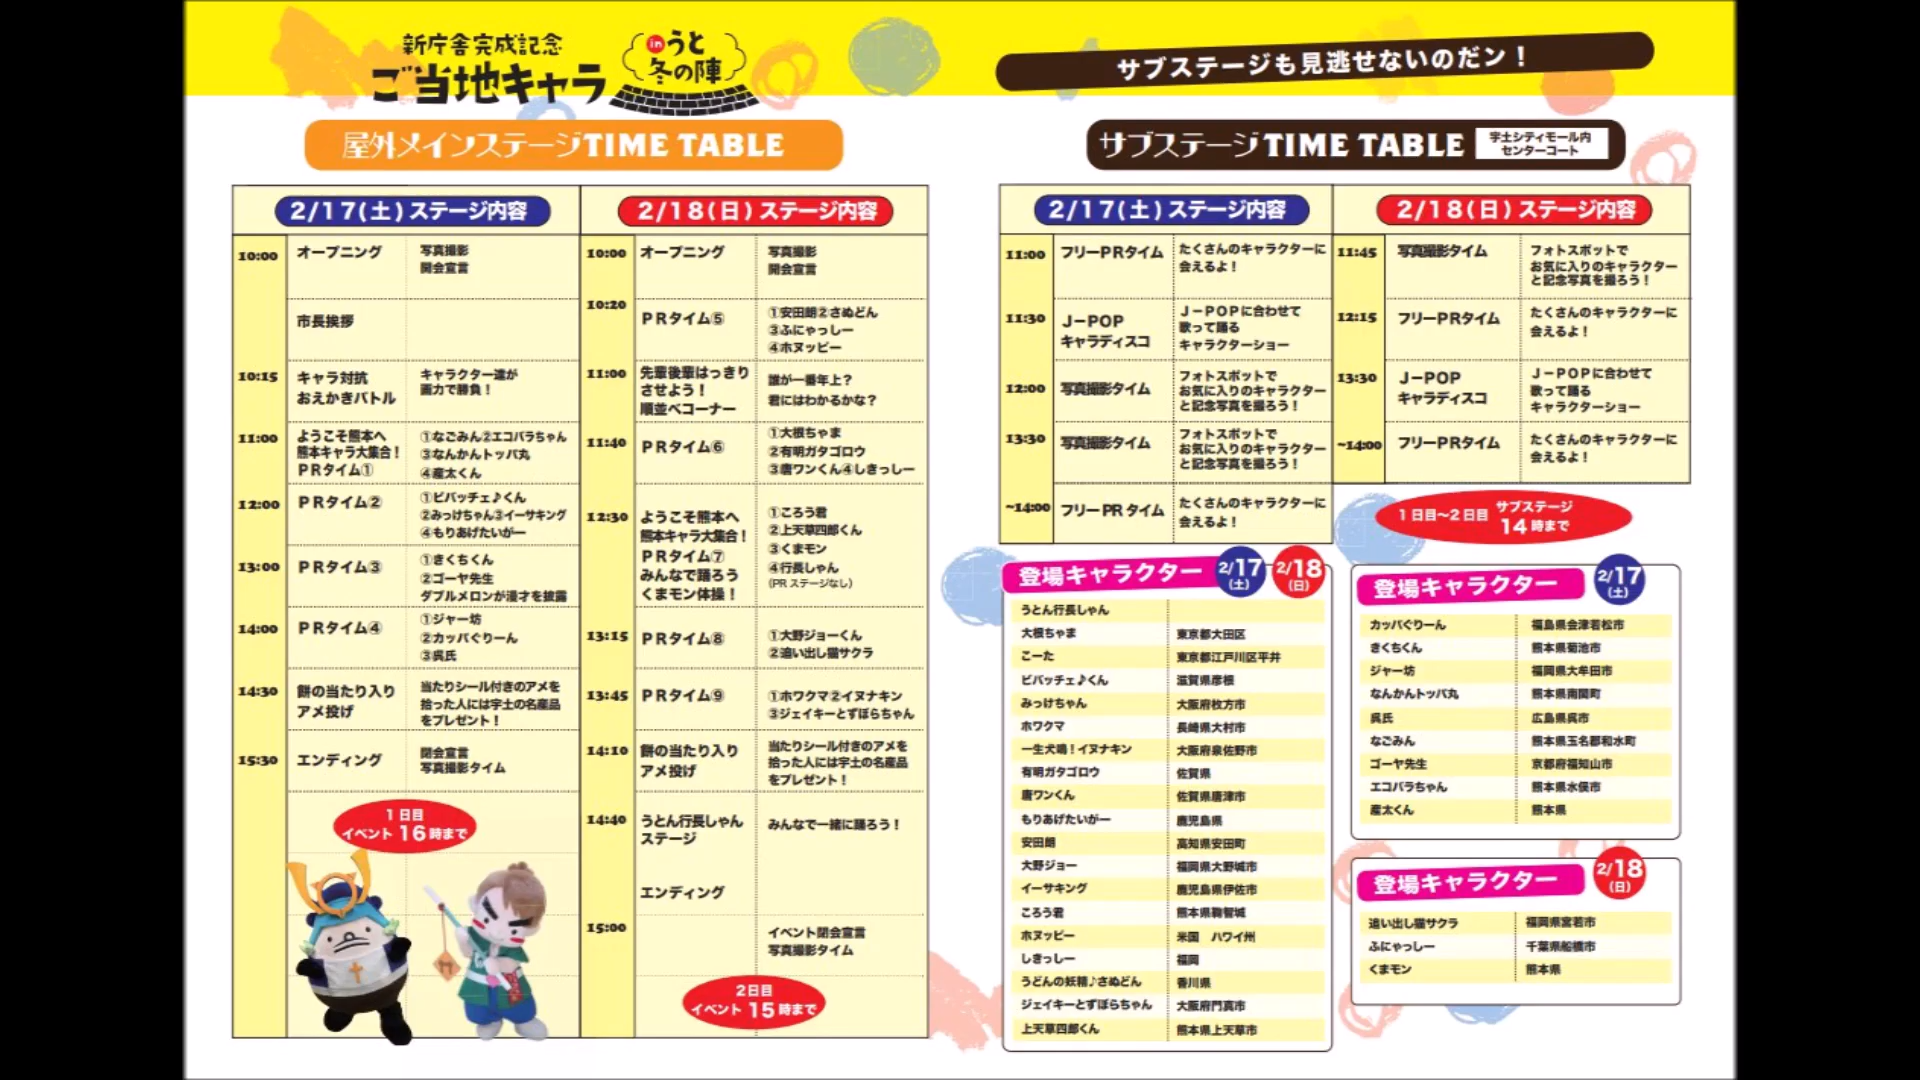 新庁舎完成記念
ご当地キャラ
inうと
冬の陣
サブステージも見逃せないのだン！
屋外メインステージTIME TABLE
2/17(土)ステージ内容
2/18(日)ステージ内容
10:00
オープニング
写真撮影
開会宣言
市長挨拶
10:15
キャラ対抗
おえかきバトル
キャラクター達が
画力で勝負！
11:00
ようこそ熊本へ
熊本キャラ大集合！
PRタイム①
①なごみん②エコパラちゃん
③なんかんトッパ丸
④産太くん
12:00
PRタイム②
①ビバッチェ♪くん
②みっけちゃん③イーサキング
④もりあげたいがー
13:00
PRタイム③
①きくちくん
②ゴーヤ先生
ダブルメロンが漫才を披露
14:00
PRタイム④
①ジャー坊
②カッパぐりーん
③呉氏
14:30
餅の当たり入り
アメ投げ
当たりシール付きのアメを
拾った人には宇土の名産品
をプレゼント！
15:30
エンディング
閉会宣言
写真撮影タイム
1日目
イベント16時まで
10:00
オープニング
写真撮影
開会宣言
10:20
PRタイム⑤
①安田朗②さぬどん
③ふにゃっしー
④ホヌッピー
11:00
先輩後輩はっきり
させよう！
順並べコーナー
誰が一番年上？
君にはわかるかな？
11:40
PRタイム⑥
①大根ちゃま
②有明ガタゴロウ
③唐ワンくん④しきっしー
12:30
ようこそ熊本へ
熊本キャラ大集合！
PRタイム⑦
みんなで踊ろう
くまモン体操！
①ころう君
②上天草四郎くん
③くまモン
④行長しゃん
(PRステージなし)
13:15
PRタイム⑧
①大野ジョーくん
②追い出し猫サクラ
13:45
PRタイム⑨
①ホワクマ②イヌナキン
③ジェイキーとずぼらちゃん
14:10
餅の当たり入り
アメ投げ
当たりシール付きのアメを
拾った人には宇土の名産品
をプレゼント！
14:40
うとん行長しゃん
ステージ
みんなで一緒に踊ろう！
エンディング
15:00
イベント閉会宣言
写真撮影タイム
2日目
イベント15時まで
サブステージTIME TABLE
宇土シティモール内
センターコート
2/17(土)ステージ内容
2/18(日)ステージ内容
11:00
フリーPRタイム
たくさんのキャラクターに
会えるよ！
11:30
J－POP
キャラディスコ
J－POPに合わせて
歌って踊る
キャラクターショー
12:00
写真撮影タイム
フォトスポットで
お気に入りのキャラクター
と記念写真を撮ろう！
13:30
写真撮影タイム
フォトスポットで
お気に入りのキャラクター
と記念写真を撮ろう！
~14:00
フリーPRタイム
たくさんのキャラクターに
会えるよ！
11:45
写真撮影タイム
フォトスポットで
お気に入りのキャラクター
と記念写真を撮ろう！
12:15
フリーPRタイム
たくさんのキャラクターに
会えるよ！
13:30
J－POP
キャラディスコ
J－POPに合わせて
歌って踊る
キャラクターショー
~14:00
フリーPRタイム
たくさんのキャラクターに
会えるよ！
1日目～2日目 サブステージ
14時まで
登場キャラクター 2/17(土) 2/18(日)
うとん行長しゃん
大根ちゃま 東京都大田区
こーた 東京都江戸川区平井
ビバッチェ♪くん 滋賀県彦根
みっけちゃん 大阪府枚方市
ホワクマ 長崎県大村市
一生犬鳴！イヌナキン 大阪府泉佐野市
有明ガタゴロウ 佐賀県
唐ワンくん 佐賀県唐津市
もりあげたいがー 鹿児島県
安田朗 高知県安田町
大野ジョー 福岡県大野城市
イーサキング 鹿児島県伊佐市
ころう君 熊本県鞠智城
ホヌッピー 米国 ハワイ州
しきっしー 福岡
うどんの妖精♪さぬどん 香川県
ジェイキーとずぼらちゃん 大阪府門真市
上天草四郎くん 熊本県上天草市
登場キャラクター 2/17(土)
カッパぐりーん 福島県会津若松市
きくちくん 熊本県菊池市
ジャー坊 福岡県大牟田市
なんかんトッパ丸 熊本県南関町
呉氏 広島県呉市
なごみん 熊本県玉名郡和水町
ゴーヤ先生 京都府福知山市
エコパラちゃん 熊本県水俣市
産太くん 熊本県
登場キャラクター 2/18(日)
追い出し猫サクラ 福岡県宮若市
ふにゃっしー 千葉県船橋市
くまモン 熊本県